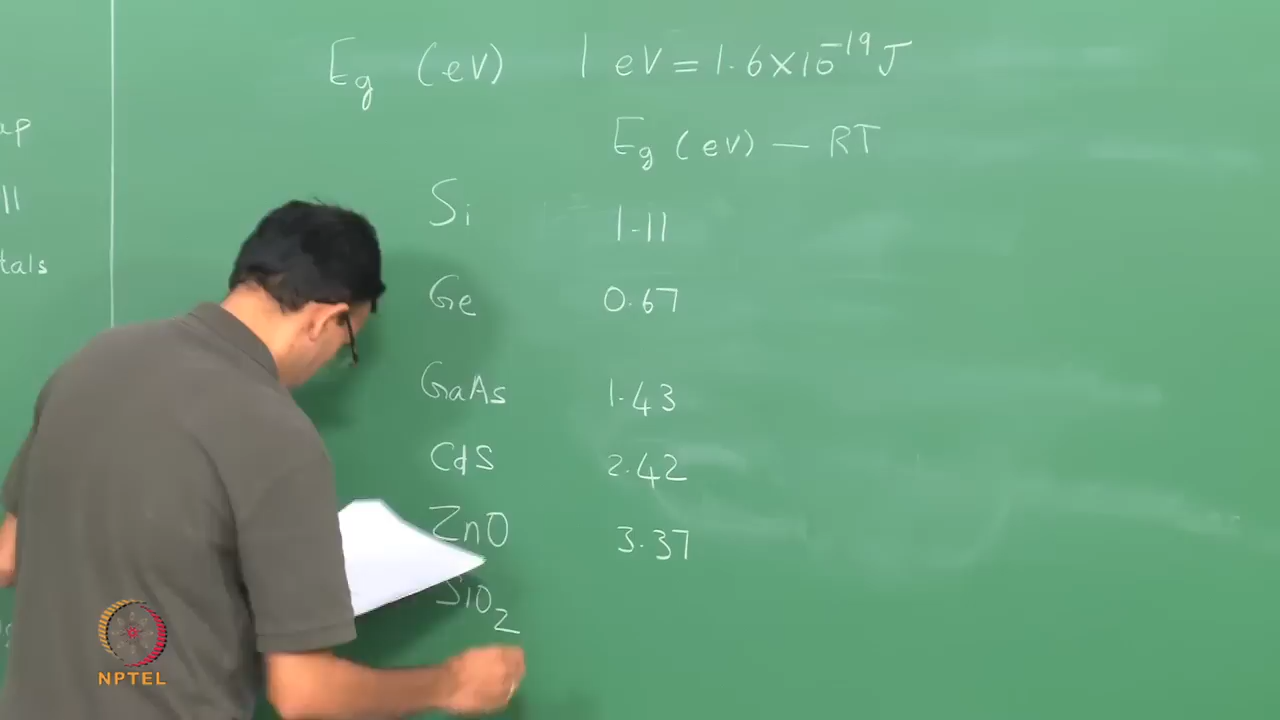 Eg (eV) 1 eV = 1.6×10⁻¹⁹ J
Eg (eV) — RT
Si 1.11
Ge 0.67
GaAs 1.43
CdS 2.42
ZnO 3.37
SiO₂
ll
tals
NPTEL